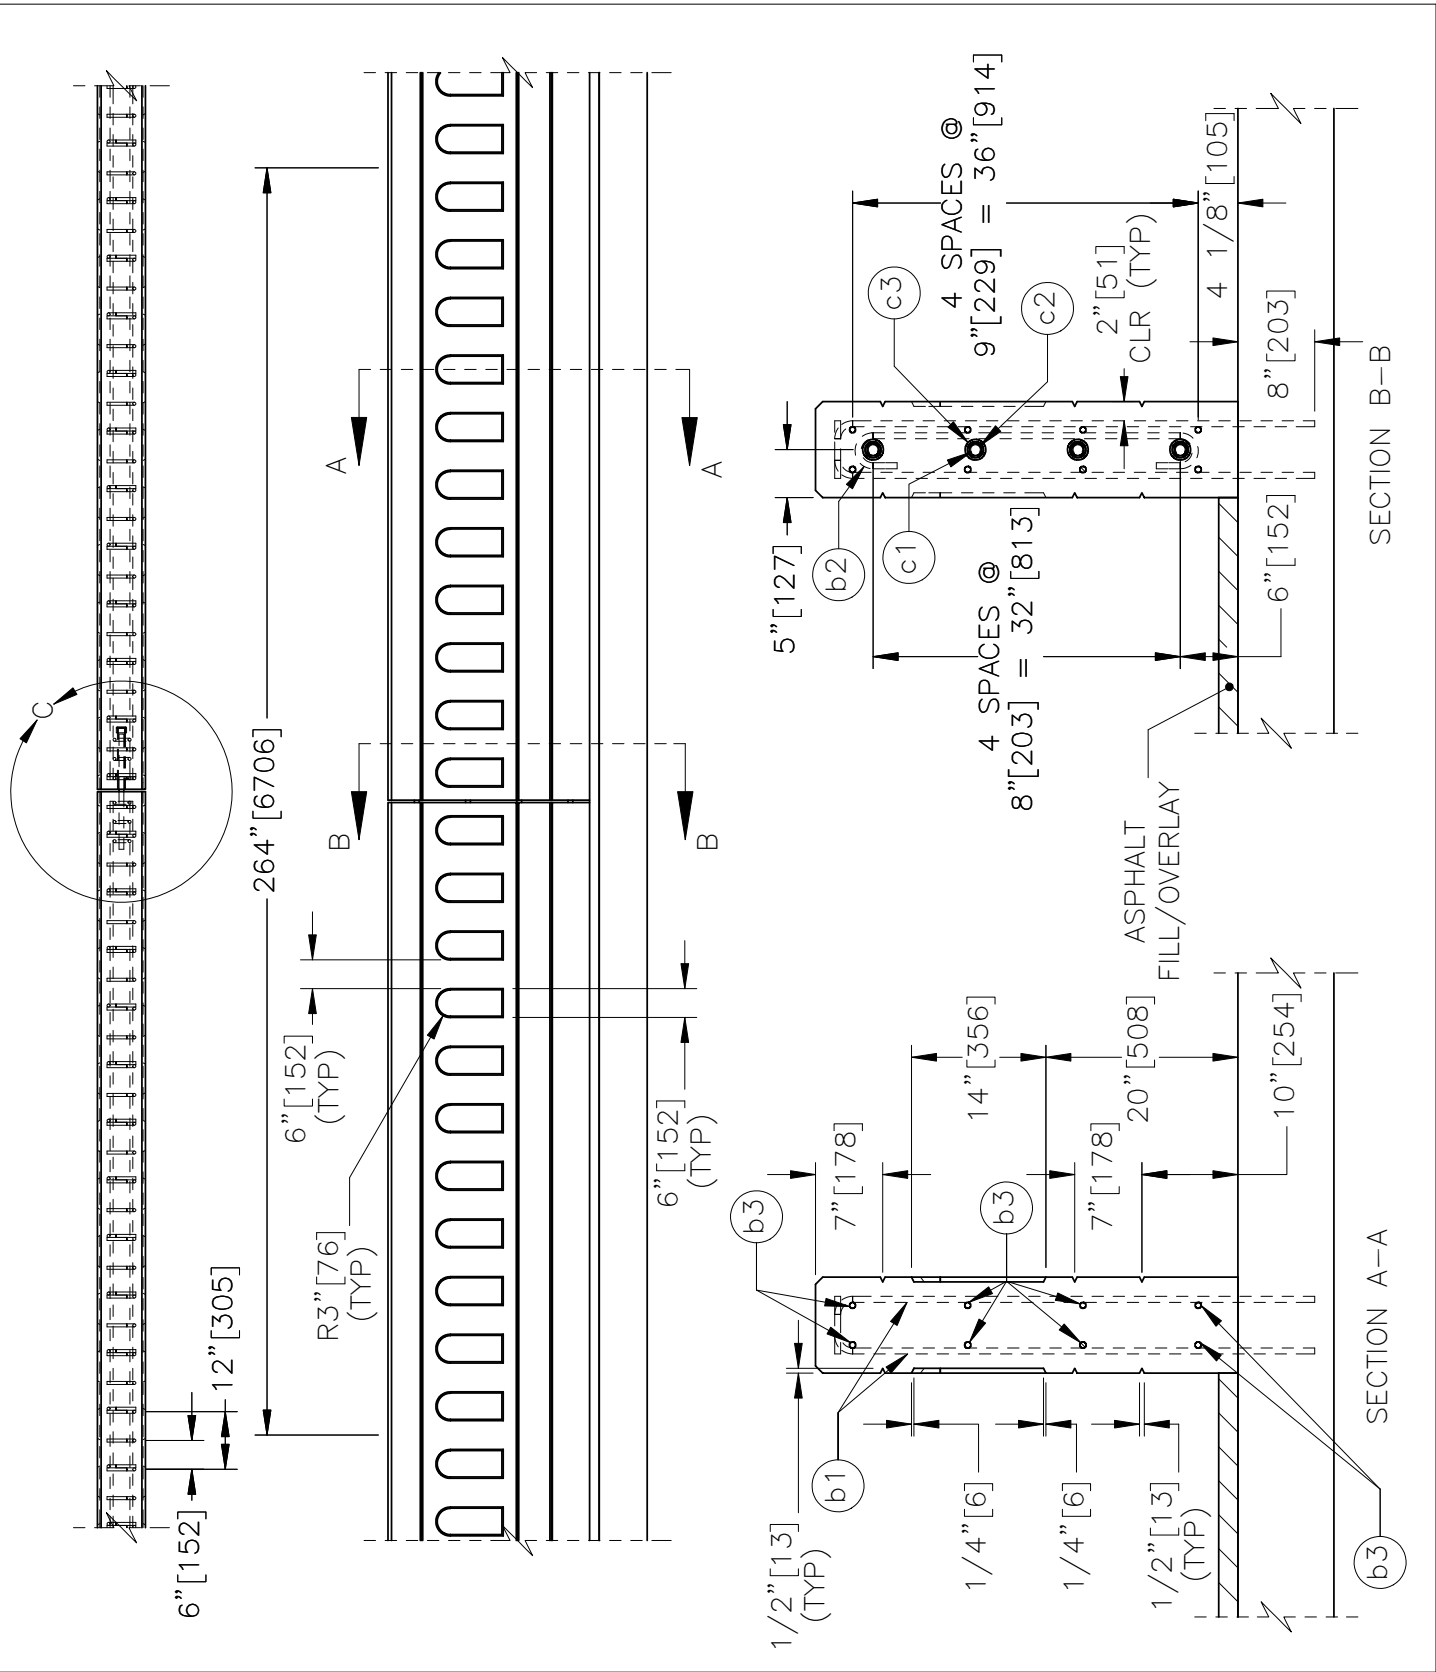 6"[152]
12"[305]
C
264"[6706]
R3"[76]
(TYP)
6"[152]
(TYP)
6"[152]
(TYP)
B
B
A
A
1/2"[13]
(TYP)
b1
b3
7"[178]
b3
14"[356]
7"[178]
20"[508]
10"[254]
1/4"[6]
1/4"[6]
1/2"[13]
(TYP)
b3
SECTION A-A
ASPHALT
FILL/OVERLAY
5"[127]
b2
c1
c3
c2
4 SPACES @
9"[229] = 36"[914]
4 SPACES @
8"[203] = 32"[813]
2"[51]
CLR (TYP)
4 1/8"[105]
8"[203]
6"[152]
SECTION B-B